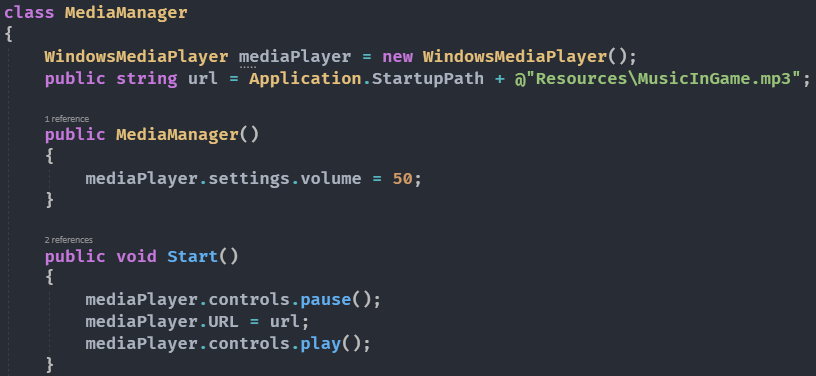 class MediaManager
{
WindowsMediaPlayer mediaPlayer = new WindowsMediaPlayer();
public string url = Application.StartupPath + @"Resources\MusicInGame.mp3";
1 reference
public MediaManager()
{
mediaPlayer.settings.volume = 50;
}
2 references
public void Start()
{
mediaPlayer.controls.pause();
mediaPlayer.URL = url;
mediaPlayer.controls.play();
}